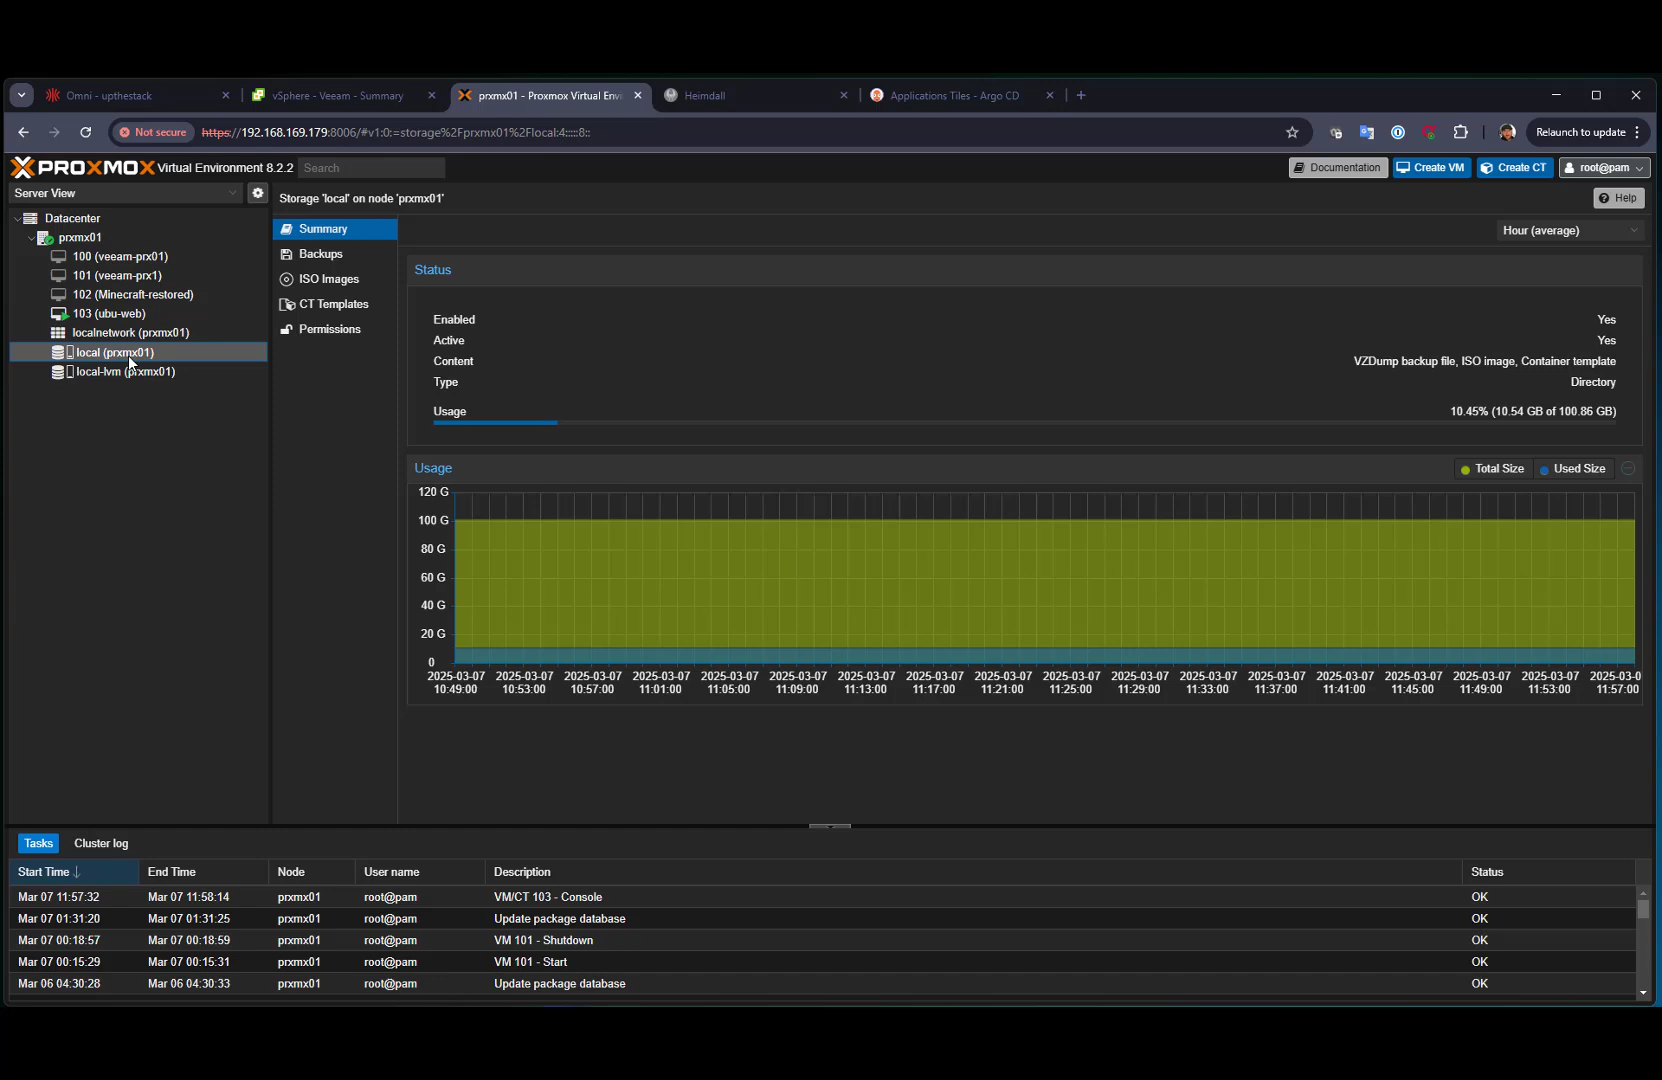 Omni - upthestack
vSphere - Veeam - Summary
prxmx01 - Proxmox Virtual Env
Heimdall
Applications Tiles - Argo CD
Not secure
https://192.168.169.179:8006/#v1:0:=storage%2Fprxmx01%2Flocal:4:::::8::
Relaunch to update
PROXMOX Virtual Environment 8.2.2
Search
Documentation
Create VM
Create CT
root@pam
Server View
Storage 'local' on node 'prxmx01'
Help
Datacenter
prxmx01
100 (veeam-prx01)
101 (veeam-prx1)
102 (Minecraft-restored)
103 (ubu-web)
localnetwork (prxmx01)
local (prxmx01)
local-lvm (prxmx01)
Summary
Backups
ISO Images
CT Templates
Permissions
Hour (average)
Status
Enabled Yes
Active Yes
Content VZDump backup file, ISO image, Container template
Type Directory
Usage 10.45% (10.54 GB of 100.86 GB)
Usage
Total Size
Used Size
120 G
100 G
80 G
60 G
40 G
20 G
0
2025-03-07 2025-03-07 2025-03-07 2025-03-07 2025-03-07 2025-03-07 2025-03-07 2025-03-07 2025-03-07 2025-03-07 2025-03-07 2025-03-07 2025-03-07 2025-03-07 2025-03-07 2025-03-07 2025-03-07 2025-03-0
10:49:00 10:53:00 10:57:00 11:01:00 11:05:00 11:09:00 11:13:00 11:17:00 11:21:00 11:25:00 11:29:00 11:33:00 11:37:00 11:41:00 11:45:00 11:49:00 11:53:00 11:57:00
Tasks
Cluster log
Start Time End Time Node User name Description Status
Mar 07 11:57:32 Mar 07 11:58:14 prxmx01 root@pam VM/CT 103 - Console OK
Mar 07 01:31:20 Mar 07 01:31:25 prxmx01 root@pam Update package database OK
Mar 07 00:18:57 Mar 07 00:18:59 prxmx01 root@pam VM 101 - Shutdown OK
Mar 07 00:15:29 Mar 07 00:15:31 prxmx01 root@pam VM 101 - Start OK
Mar 06 04:30:28 Mar 06 04:30:33 prxmx01 root@pam Update package database OK